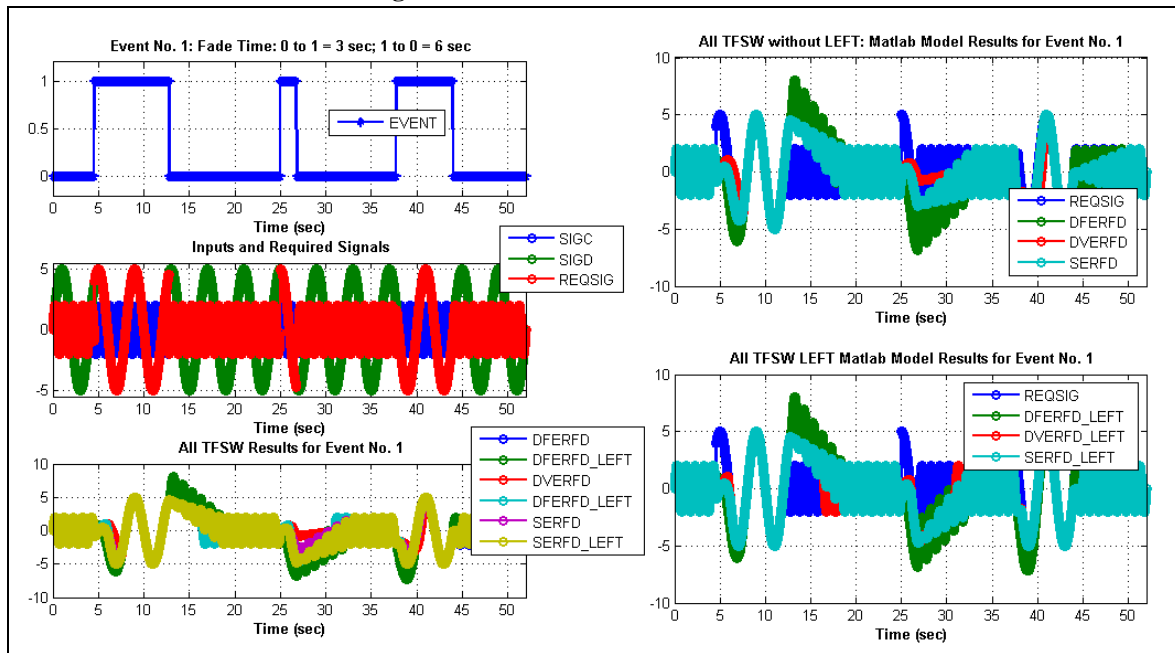 Event No. 1: Fade Time: 0 to 1 = 3 sec; 1 to 0 = 6 sec
1
0.5
0
EVENT
0 5 10 15 20 25 30 35 40 45 50
Time (sec)
Inputs and Required Signals
5
0
-5
SIGC
SIGD
REQSIG
0 5 10 15 20 25 30 35 40 45 50
Time (sec)
All TFSW Results for Event No. 1
10
5
0
-5
-10
DFERFD
DFERFD_LEFT
DVERFD
DFERFD_LEFT
SERFD
SERFD_LEFT
0 5 10 15 20 25 30 35 40 45 50
Time (sec)
All TFSW without LEFT: Matlab Model Results for Event No. 1
10
5
0
-5
-10
REQSIG
DFERFD
DVERFD
SERFD
0 5 10 15 20 25 30 35 40 45 50
Time (sec)
All TFSW LEFT Matlab Model Results for Event No. 1
10
5
0
-5
-10
REQSIG
DFERFD_LEFT
DVERFD_LEFT
SERFD_LEFT
0 5 10 15 20 25 30 35 40 45 50
Time (sec)